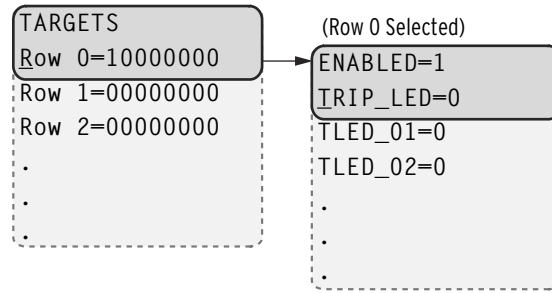 TARGETS
Row 0=10000000
Row 1=00000000
Row 2=00000000
.
.
.
(Row 0 Selected)
ENABLED=1
TRIP_LED=0
TLED_01=0
TLED_02=0
.
.
.